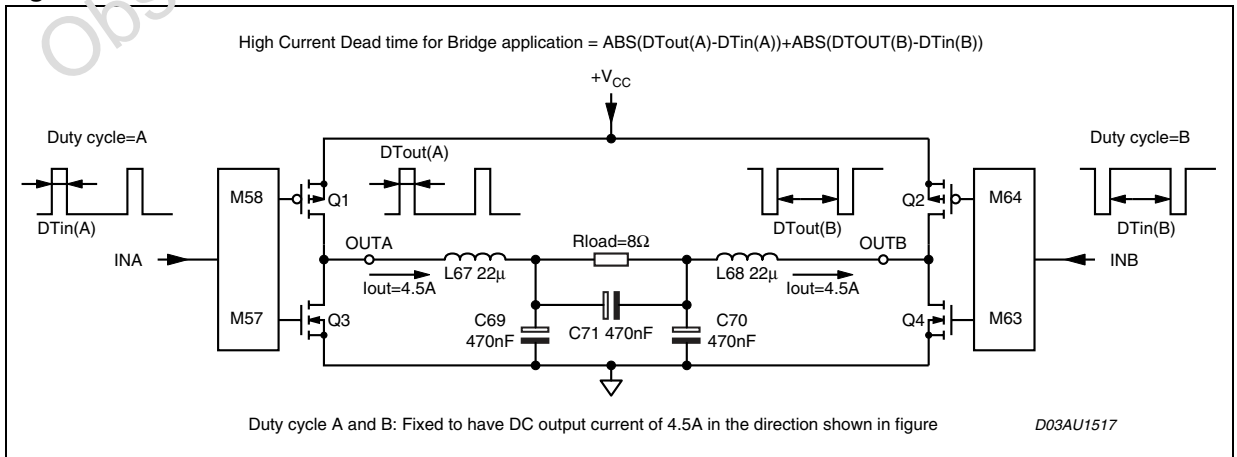 Obs
High Current Dead time for Bridge application = ABS(DTout(A)-DTin(A))+ABS(DTOUT(B)-DTin(B))
+VCC
Duty cycle=A
Duty cycle=B
DTout(A)
M58
Q1
Q2
M64
DTin(A)
DTout(B)
DTin(B)
OUTA
Rload=8Ω
OUTB
INA
INB
L67 22µ
L68 22µ
Iout=4.5A
Iout=4.5A
M57
Q3
Q4
M63
C69
470nF
C71 470nF
C70
470nF
Duty cycle A and B: Fixed to have DC output current of 4.5A in the direction shown in figure
D03AU1517